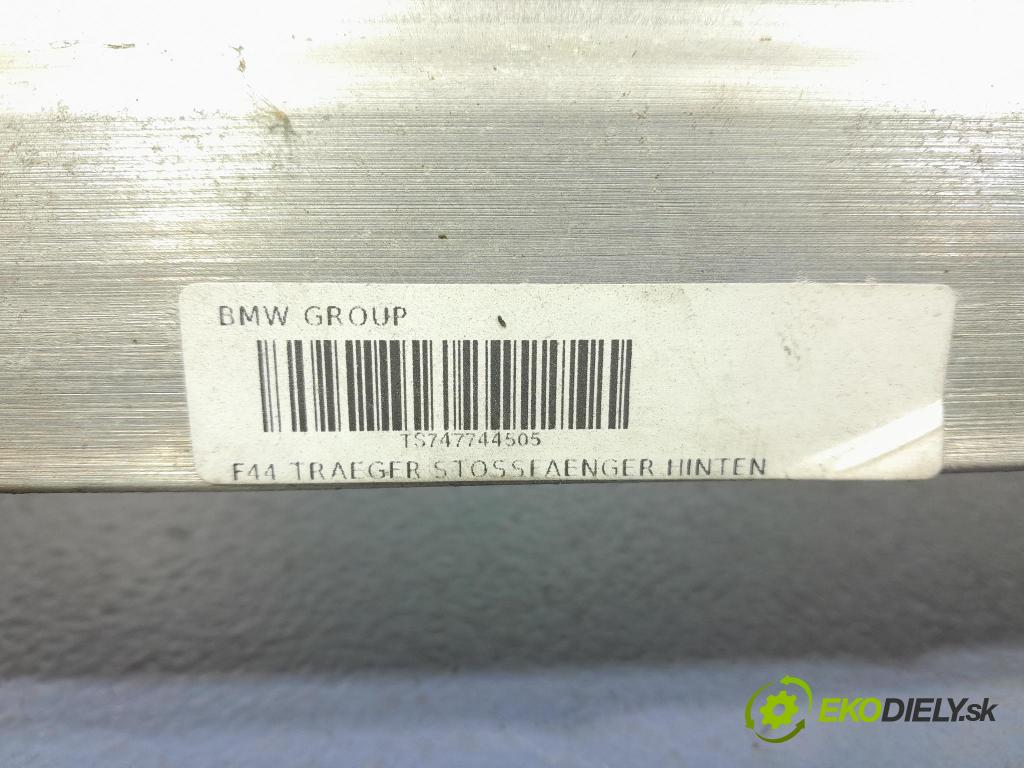 BMW GROUP
TS747744505
F44 TRAEGER STOSSFAENGER HINTEN
EKODIELY.sk